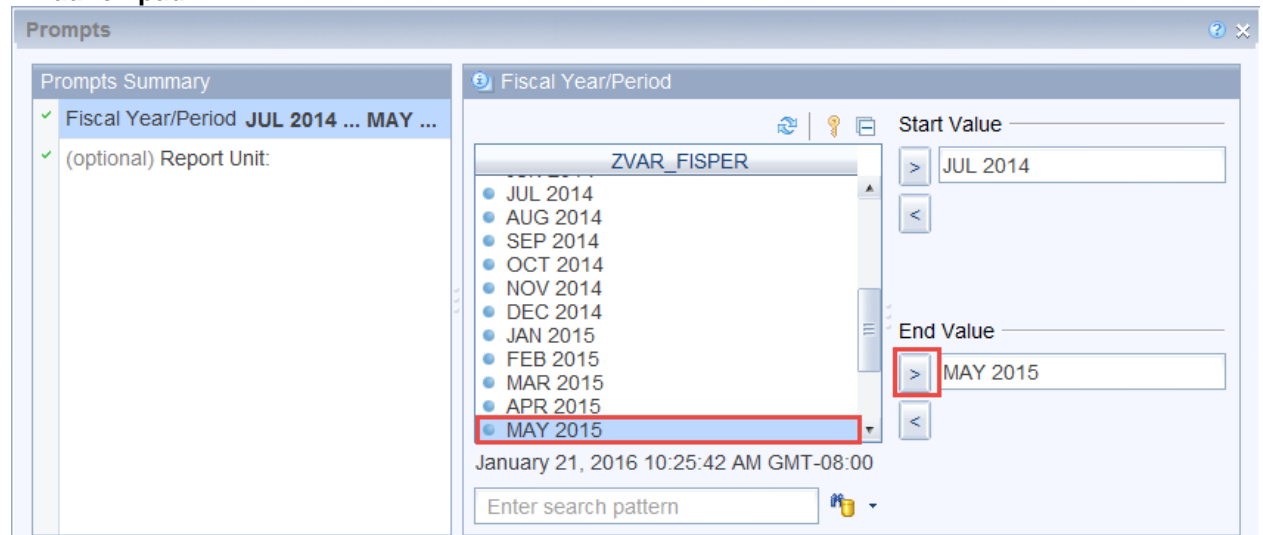 Prompts
Prompts Summary
Fiscal Year/Period JUL 2014 ... MAY ...
(optional) Report Unit:
Fiscal Year/Period
ZVAR_FISPER
JUL 2014
AUG 2014
SEP 2014
OCT 2014
NOV 2014
DEC 2014
JAN 2015
FEB 2015
MAR 2015
APR 2015
MAY 2015
January 21, 2016 10:25:42 AM GMT-08:00
Enter search pattern
Start Value
> JUL 2014
<
End Value
> MAY 2015
<